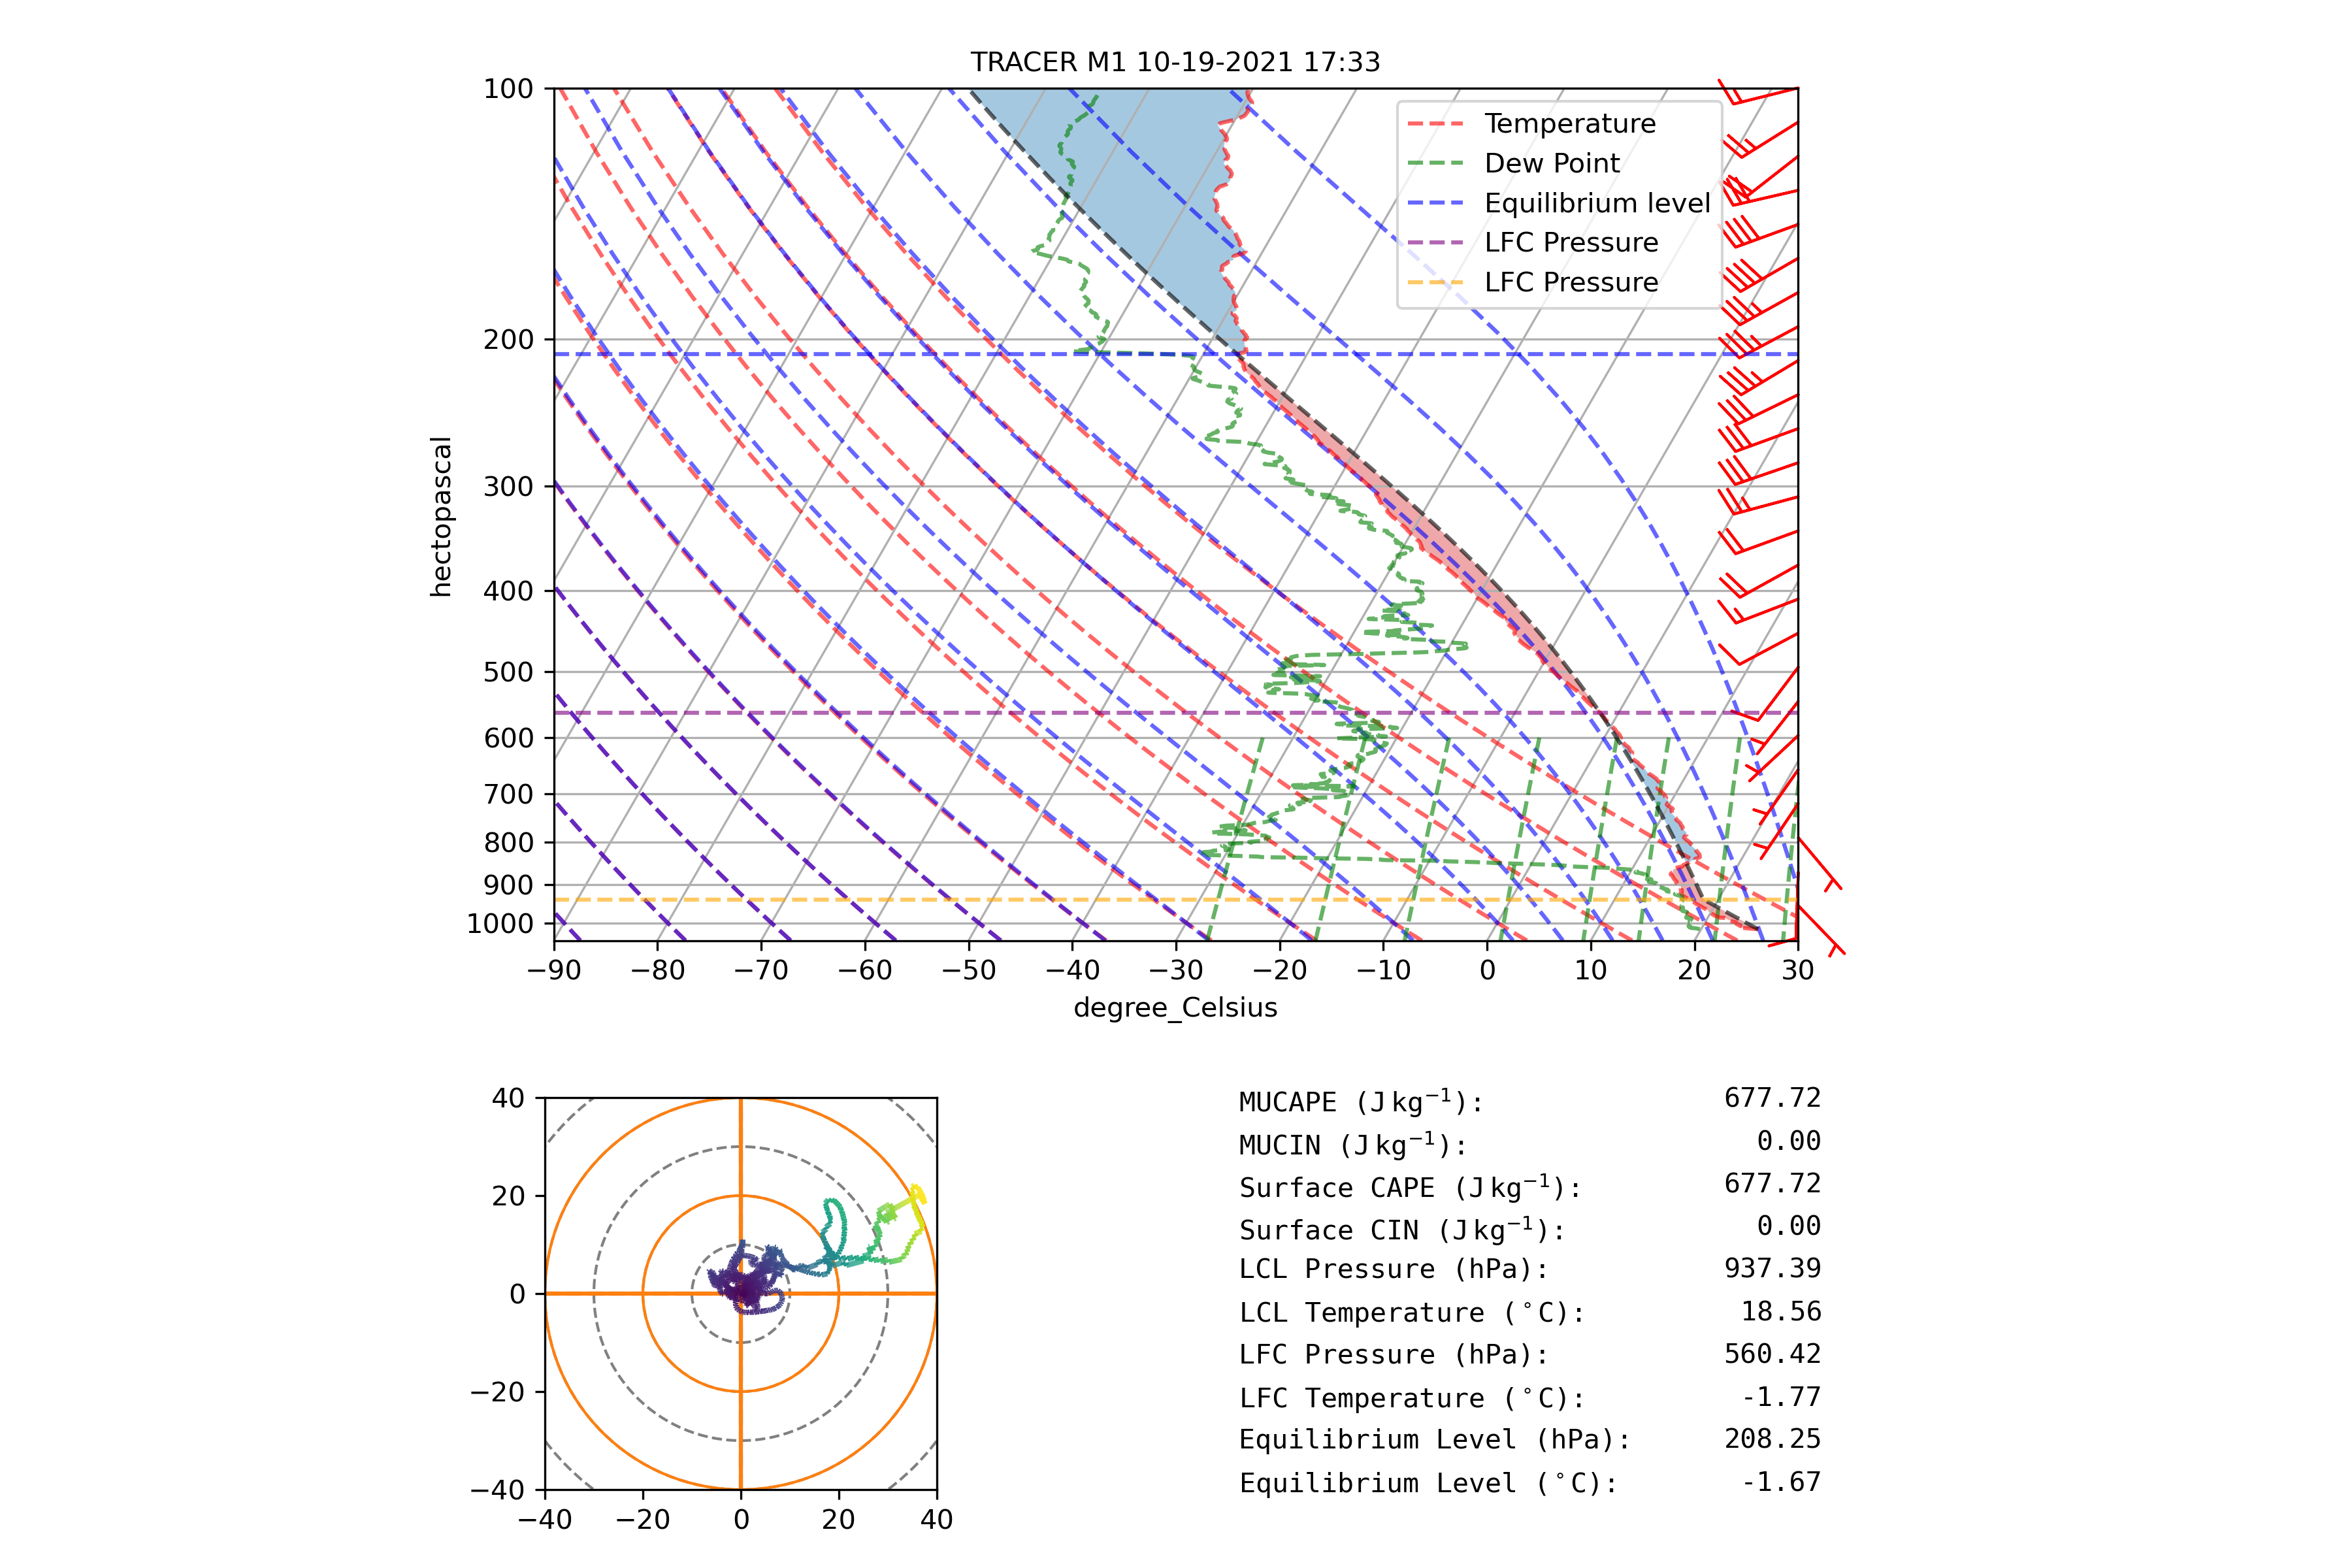 TRACER M1 10-19-2021 17:33
100
200
300
400
500
600
700
800
900
1000
hectopascal
Temperature
Dew Point
Equilibrium level
LFC Pressure
LFC Pressure
−90 −80 −70 −60 −50 −40 −30 −20 −10 0 10 20 30
degree_Celsius
40
20
0
−20
−40
−40 −20 0 20 40
MUCAPE (J kg⁻¹): 677.72
MUCIN (J kg⁻¹): 0.00
Surface CAPE (J kg⁻¹): 677.72
Surface CIN (J kg⁻¹): 0.00
LCL Pressure (hPa): 937.39
LCL Temperature (°C): 18.56
LFC Pressure (hPa): 560.42
LFC Temperature (°C): -1.77
Equilibrium Level (hPa): 208.25
Equilibrium Level (°C): -1.67